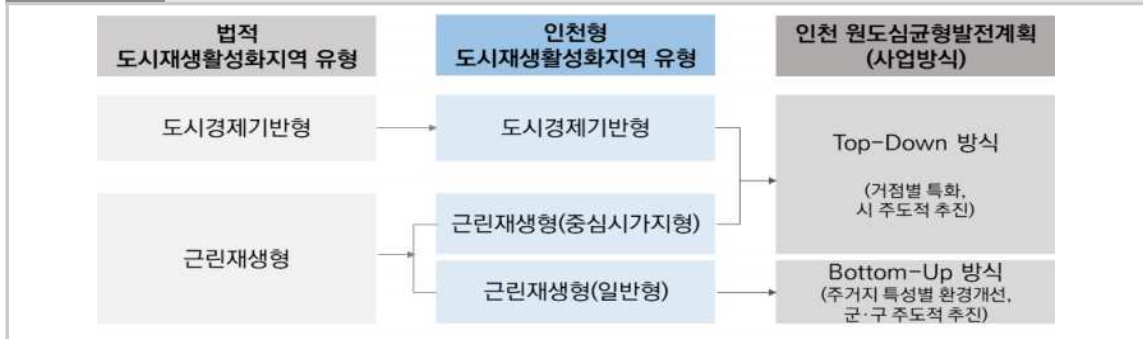 법적
도시재생활성화지역 유형
인천형
도시재생활성화지역 유형
인천 원도심균형발전계획
(사업방식)
도시경제기반형
도시경제기반형
Top-Down 방식
(거점별 특화,
시 주도적 추진)
근린재생형
근린재생형(중심시가지형)
근린재생형(일반형)
Bottom-Up 방식
(주거지 특성별 환경개선,
군·구 주도적 추진)